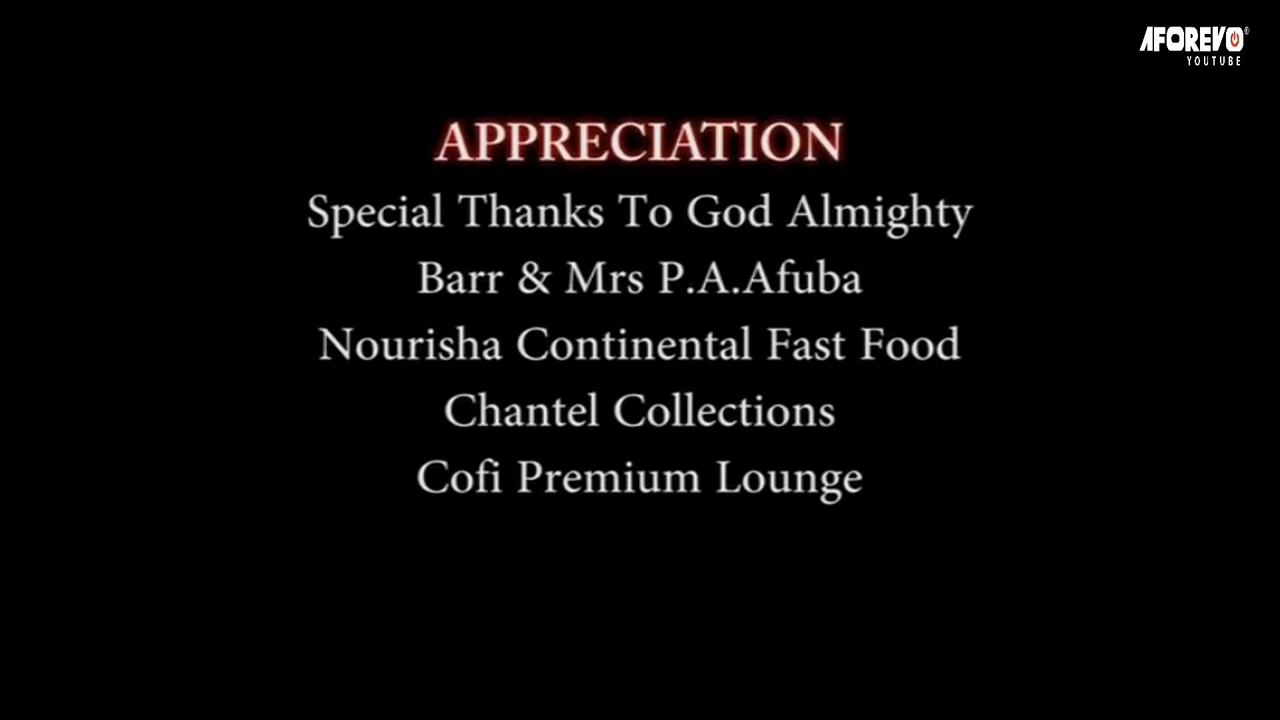 AFOREVO
YOUTUBE
APPRECIATION
Special Thanks To God Almighty
Barr & Mrs P.A.Afuba
Nourisha Continental Fast Food
Chantel Collections
Cofi Premium Lounge